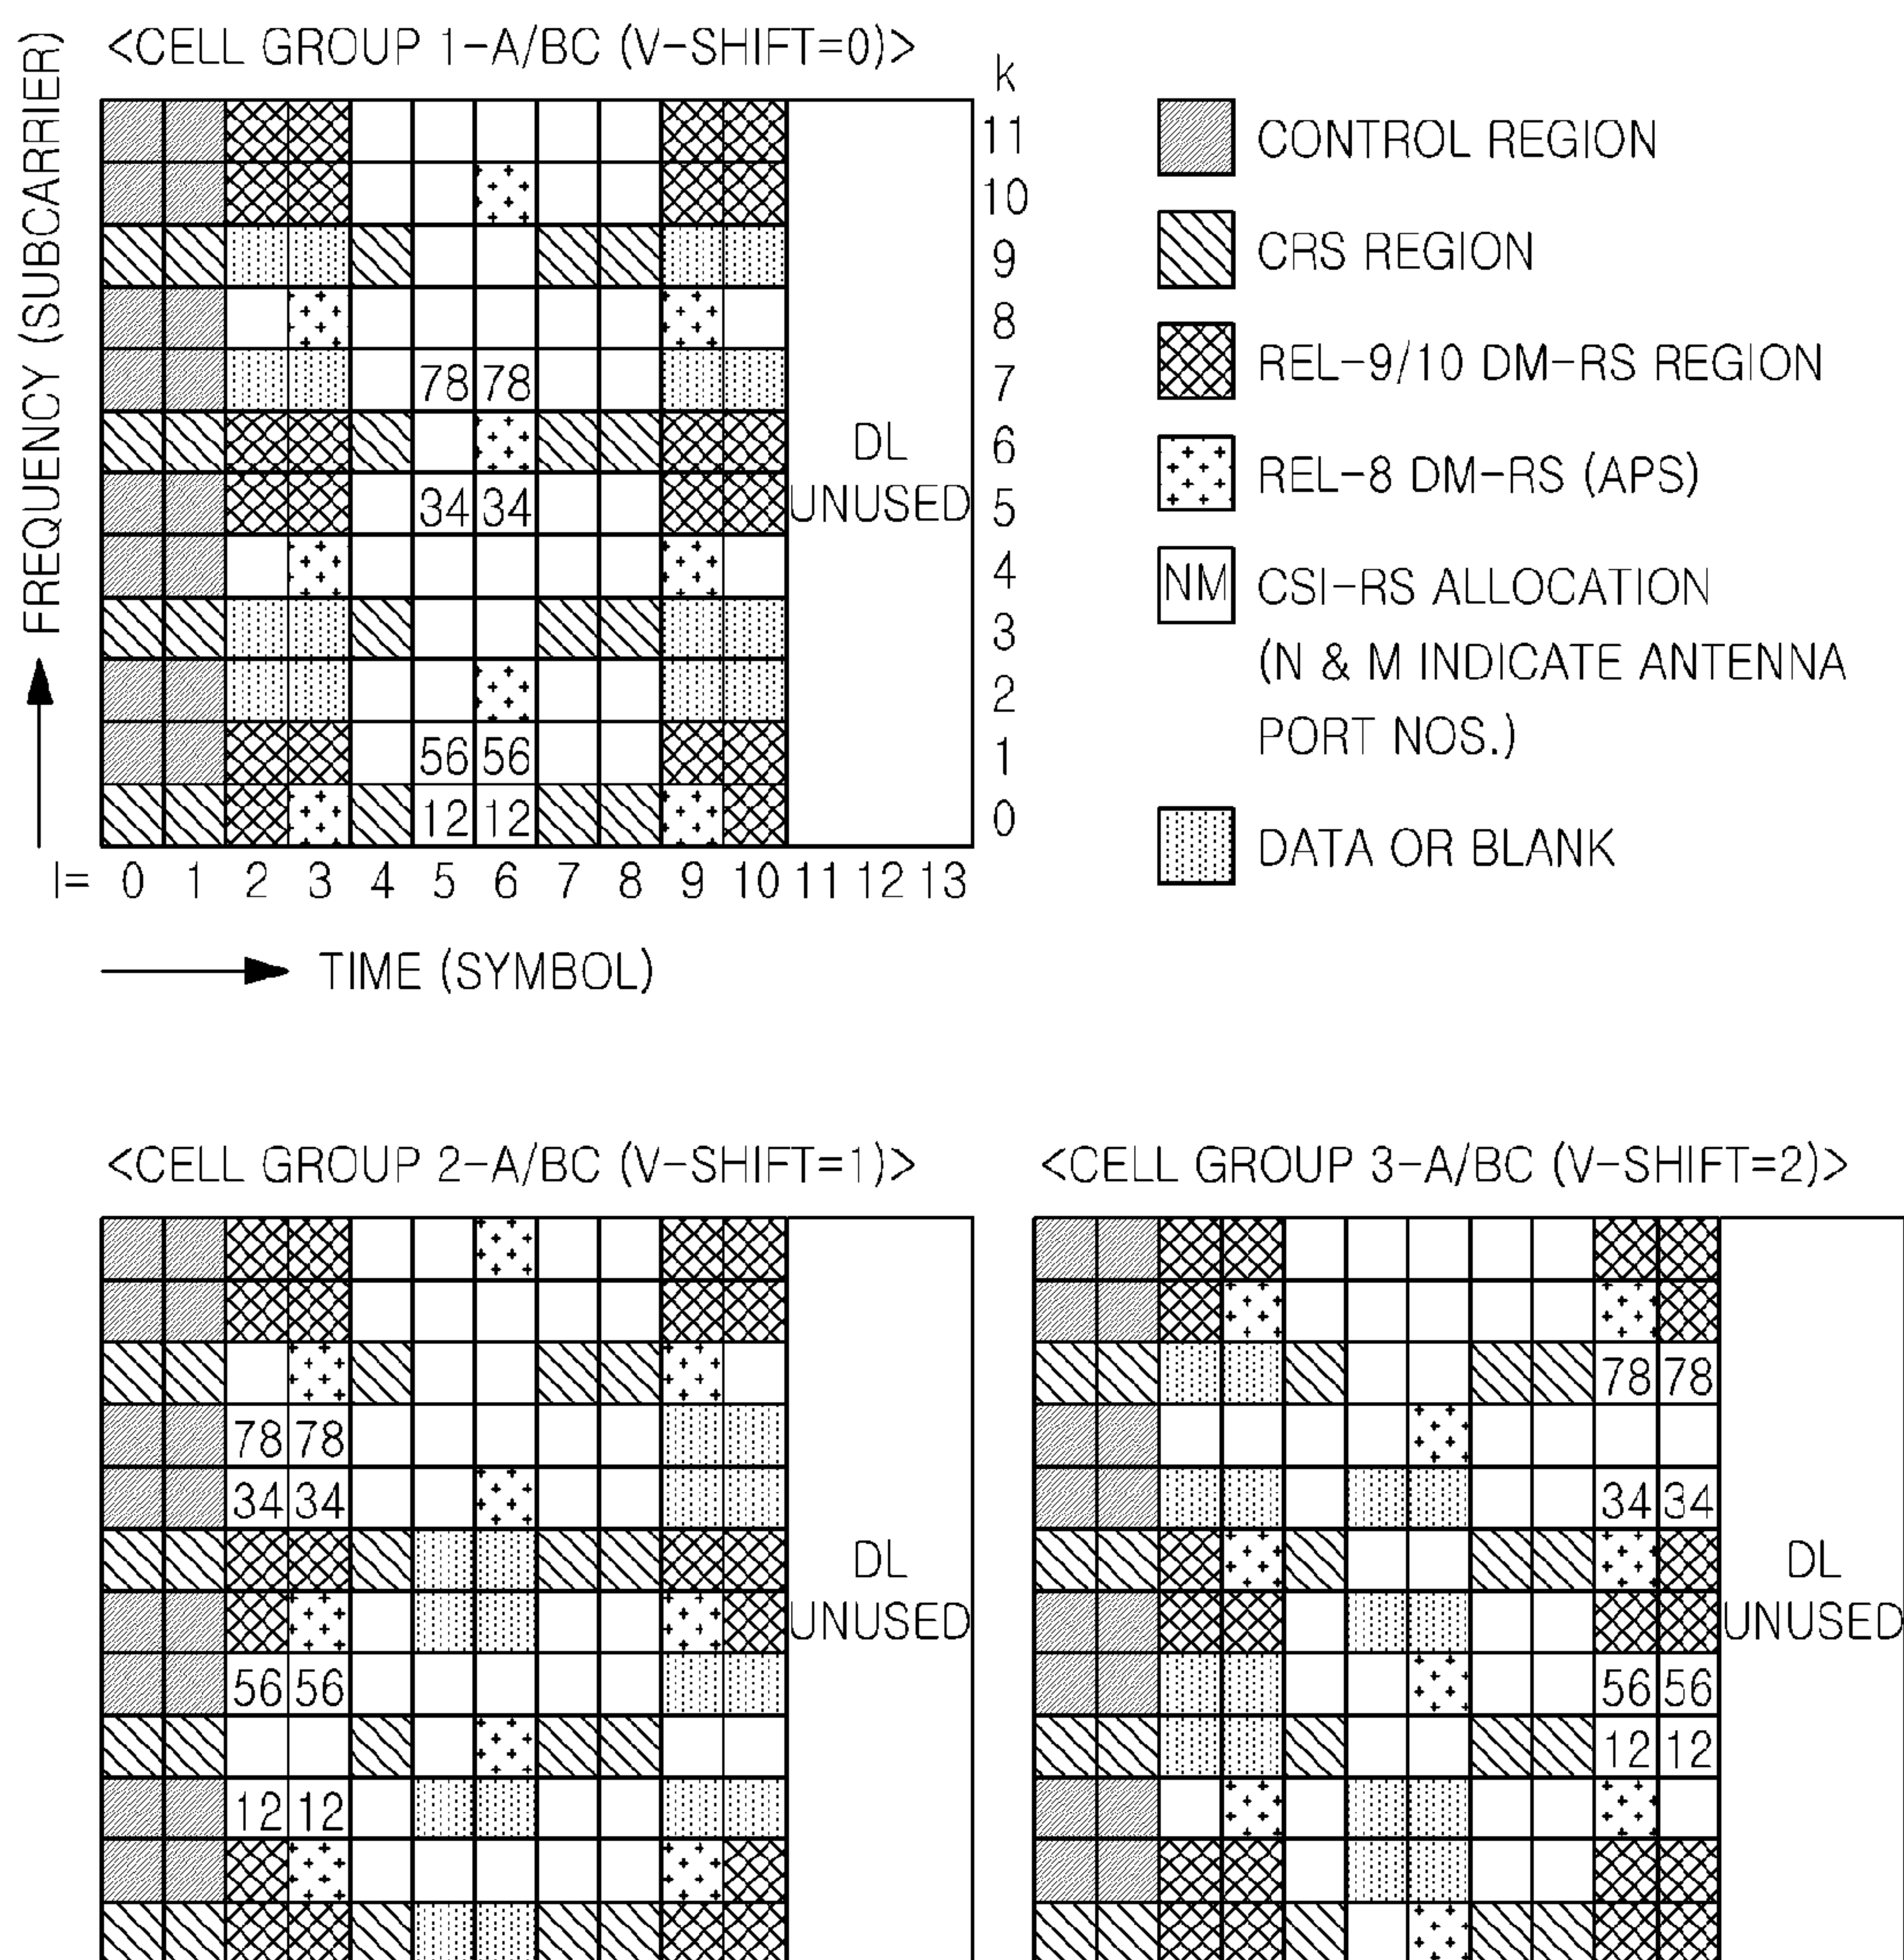 <CELL GROUP 1-A/BC (V-SHIFT=0)>
k
11
10
9
8
78 78 7
6
34 34 5
4
3
2
56 56 1
12 12 0
DL
UNUSED
l= 0 1 2 3 4 5 6 7 8 9 10 11 12 13
FREQUENCY (SUBCARRIER)
TIME (SYMBOL)
CONTROL REGION
CRS REGION
REL-9/10 DM-RS REGION
REL-8 DM-RS (APS)
NM CSI-RS ALLOCATION
(N & M INDICATE ANTENNA
PORT NOS.)
DATA OR BLANK
<CELL GROUP 2-A/BC (V-SHIFT=1)>
78 78
34 34
56 56
12 12
DL
UNUSED
<CELL GROUP 3-A/BC (V-SHIFT=2)>
78 78
34 34
56 56
12 12
DL
UNUSED